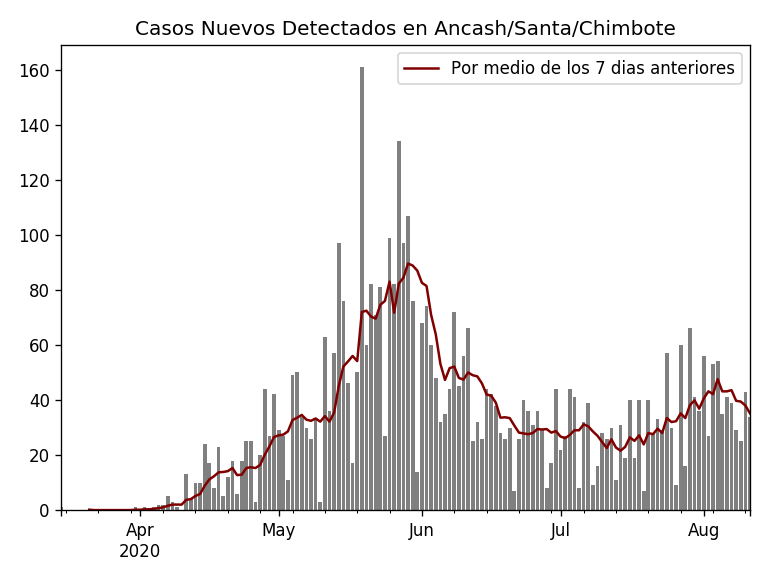 Casos Nuevos Detectados en Ancash/Santa/Chimbote
Por medio de los 7 dias anteriores
160
140
120
100
80
60
40
20
0
Apr
2020
May
Jun
Jul
Aug